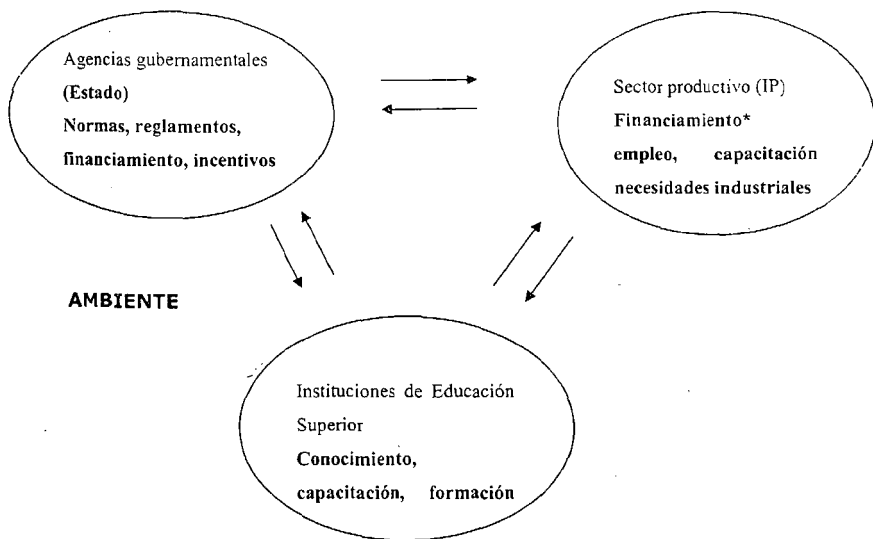 Agencias gubernamentales
(Estado)
Normas, reglamentos,
financiamiento, incentivos
Sector productivo (IP)
Financiamiento*
empleo, capacitación
necesidades industriales
AMBIENTE
Instituciones de Educación
Superior
Conocimiento,
capacitación, formación